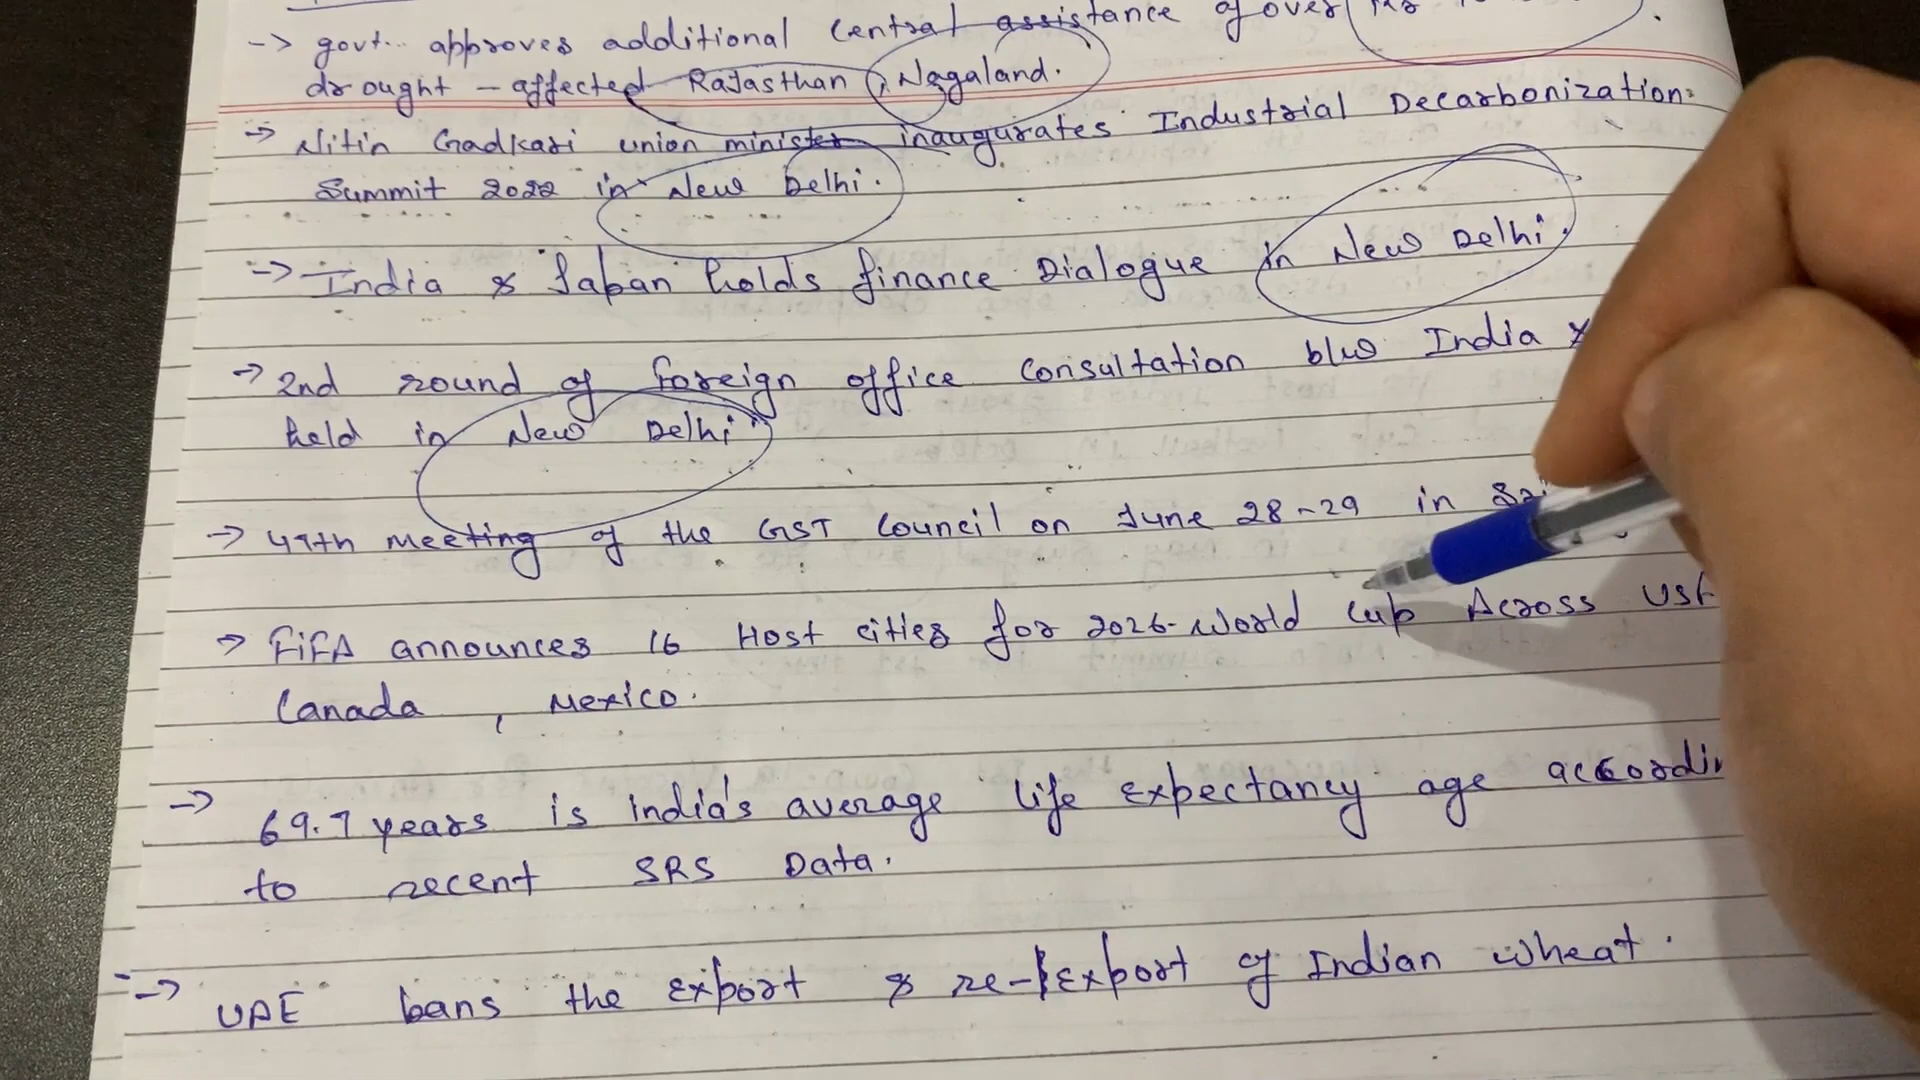 -> govt.. approves additional Central assistance of over
drought - affected Rajasthan , Nagaland.
-> Nitin Gadkari union minister inaugurates Industrial Decarbonization
Summit 2022 in New Delhi.
-> India & Japan holds finance Dialogue in New Delhi.
-> 2nd round of foreign office Consultation b/w India &
held in New Delhi
-> 47th meeting of the GST Council on June 28-29 in
-> FiFA announces 16 Host cities for 2026-World Cup Across
Canada , Mexico.
-> 69.7 years is india's average life Expectancy age
to recent SRS Data.
-> UAE bans the Export & re-Export of Indian wheat.